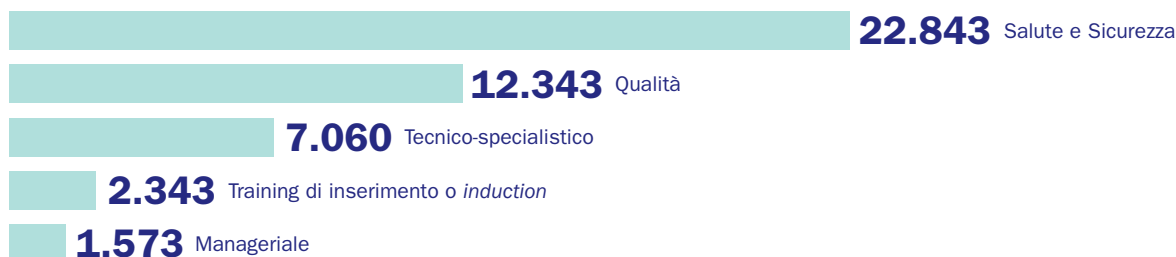 22.843 Salute e Sicurezza
12.343 Qualità
7.060 Tecnico-specialistico
2.343 Training di inserimento o induction
1.573 Manageriale